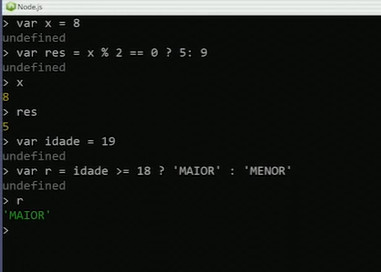 Node.js
> var x = 8
undefined
> var res = x % 2 == 0 ? 5: 9
undefined
> x
8
> res
5
> var idade = 19
undefined
> var r = idade >= 18 ? 'MAIOR' : 'MENOR'
undefined
> r
'MAIOR'
>